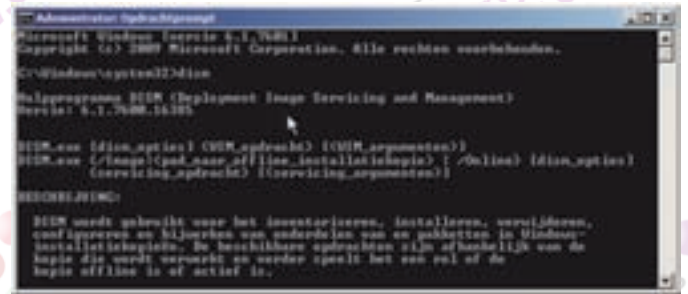 Administrator: Opdrachtprompt
Microsoft Windows [versie 6.1.7601]
Copyright (c) 2009 Microsoft Corporation. Alle rechten voorbehouden.
C:\Windows\system32>dism
Hulpprogramma DISM (Deployment Image Servicing and Management)
Versie: 6.1.7600.16385
DISM.exe [dism_opties] {WIM_opdracht} [<WIM_argumenten>]
DISM.exe {/Image:<pad_naar_offline_installatiekopie> | /Online} [dism_opties]
{servicing_opdracht} [<servicing_argumenten>]
BESCHRIJVING:
DISM wordt gebruikt voor het inventariseren, installeren, verwijderen,
configureren en bijwerken van onderdelen van en pakketten in Windows-
installatiekopieën. De beschikbare opdrachten zijn afhankelijk van de
kopie die wordt verwerkt en verder speelt het een rol of de
kopie offline is of actief is.